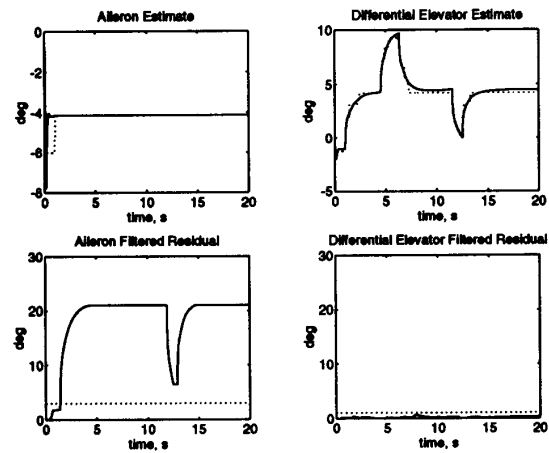 Aileron Estimate
0
-2
-4
-6
-8
deg
0 5 10 15 20
time, s
Differential Elevator Estimate
10
5
0
-5
deg
0 5 10 15 20
time, s
Aileron Filtered Residual
30
20
10
0
deg
0 5 10 15 20
time, s
Differential Elevator Filtered Residual
30
20
10
0
deg
0 5 10 15 20
time, s